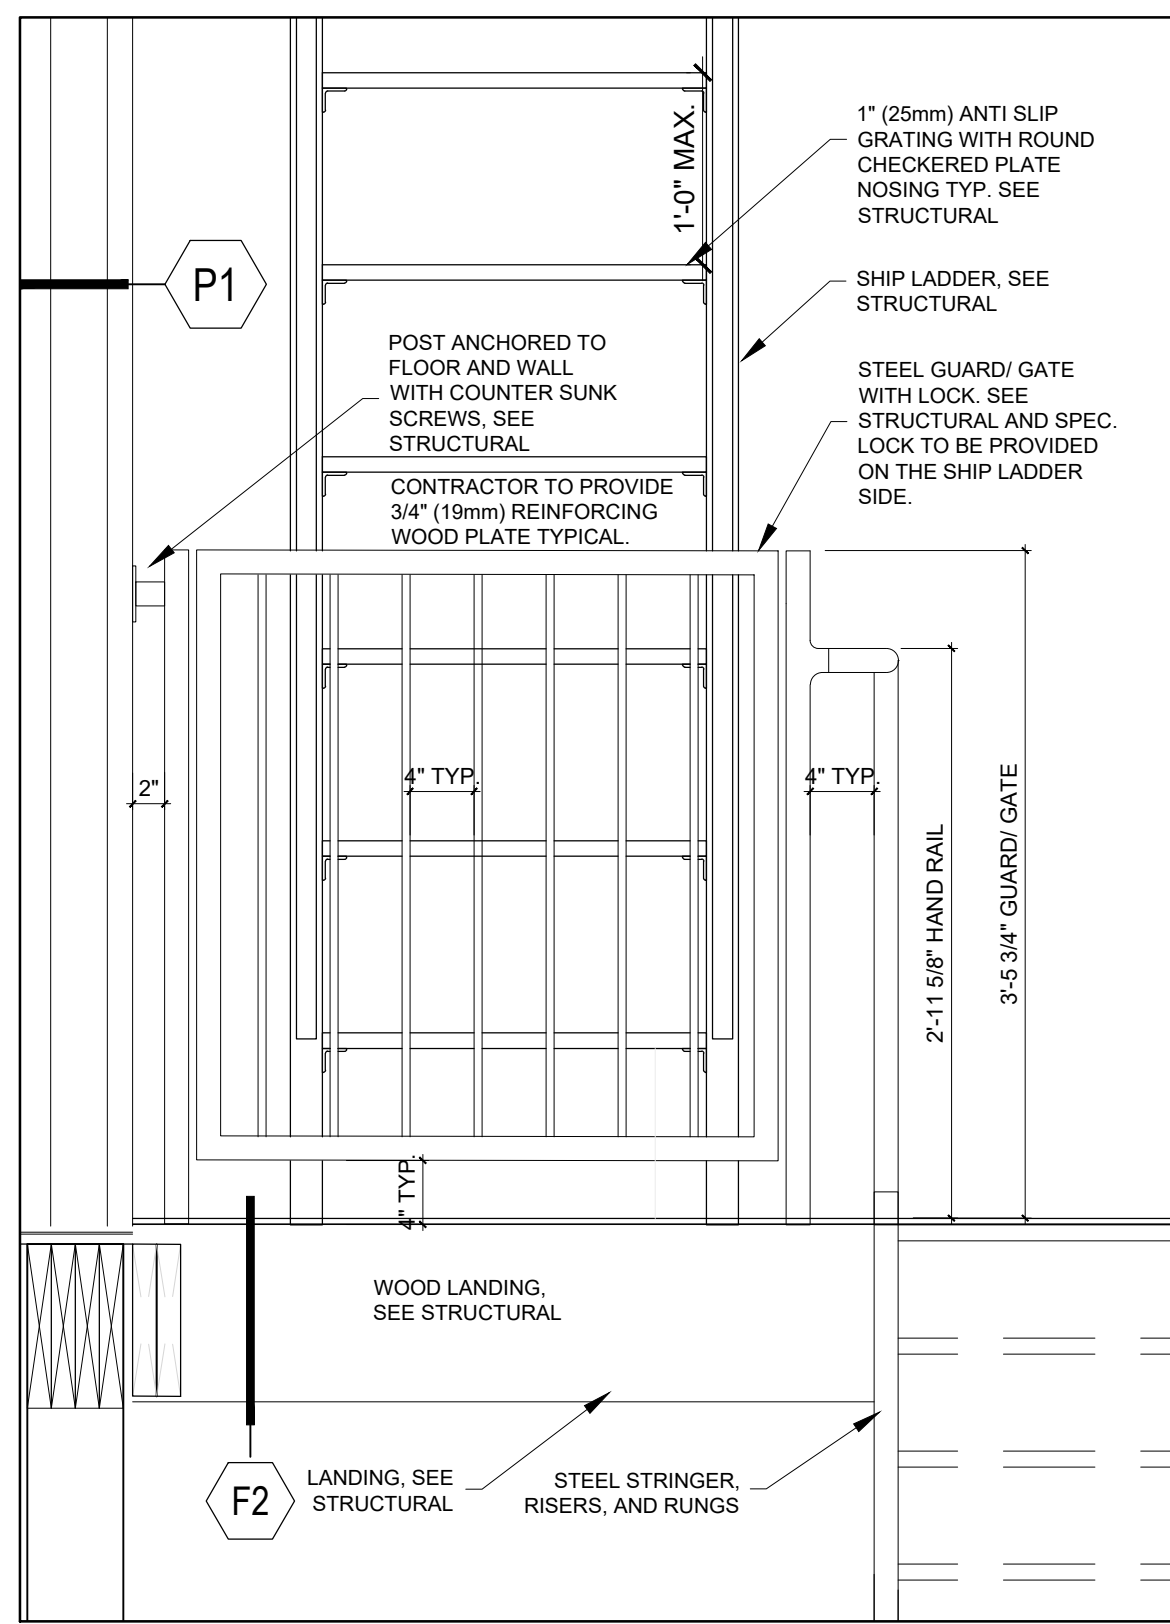 1'-0" MAX.
1" (25mm) ANTI SLIP
GRATING WITH ROUND
CHECKERED PLATE
NOSING TYP. SEE
STRUCTURAL
P1
SHIP LADDER, SEE
STRUCTURAL
POST ANCHORED TO
FLOOR AND WALL
WITH COUNTER SUNK
SCREWS, SEE
STRUCTURAL
STEEL GUARD/ GATE
WITH LOCK. SEE
STRUCTURAL AND SPEC.
LOCK TO BE PROVIDED
ON THE SHIP LADDER
SIDE.
CONTRACTOR TO PROVIDE
3/4" (19mm) REINFORCING
WOOD PLATE TYPICAL.
2"
4" TYP.
4" TYP.
2'-11 5/8" HAND RAIL
3'-5 3/4" GUARD/ GATE
4" TYP.
WOOD LANDING,
SEE STRUCTURAL
F2
LANDING, SEE
STRUCTURAL
STEEL STRINGER,
RISERS, AND RUNGS